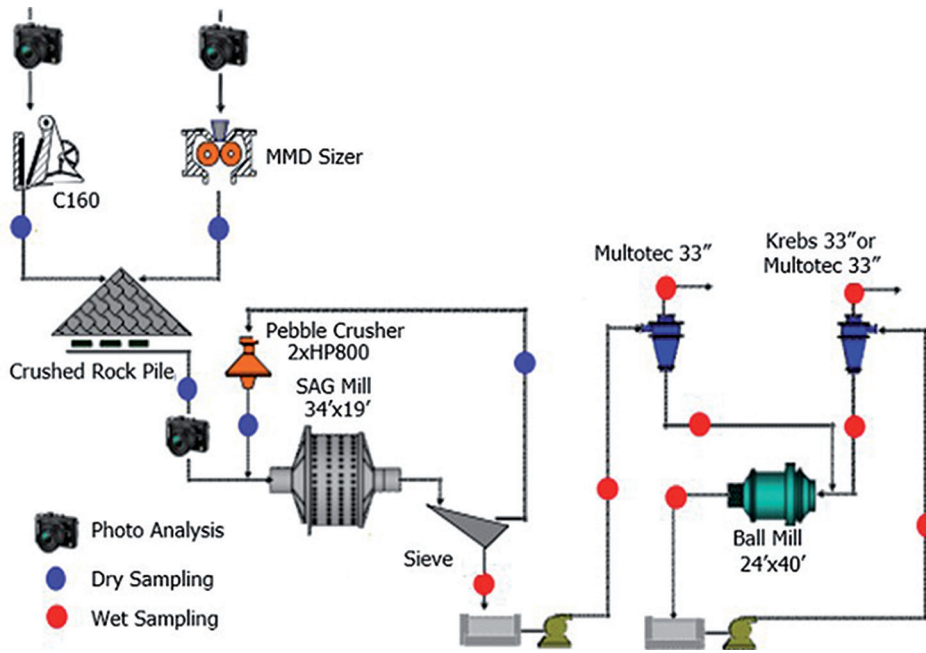 MMD Sizer
C160
Multotec 33”
Krebs 33”or
Multotec 33”
Pebble Crusher
2xHP800
Crushed Rock Pile
SAG Mill
34’x19’
Ball Mill
24’x40’
Sieve
Photo Analysis
Dry Sampling
Wet Sampling